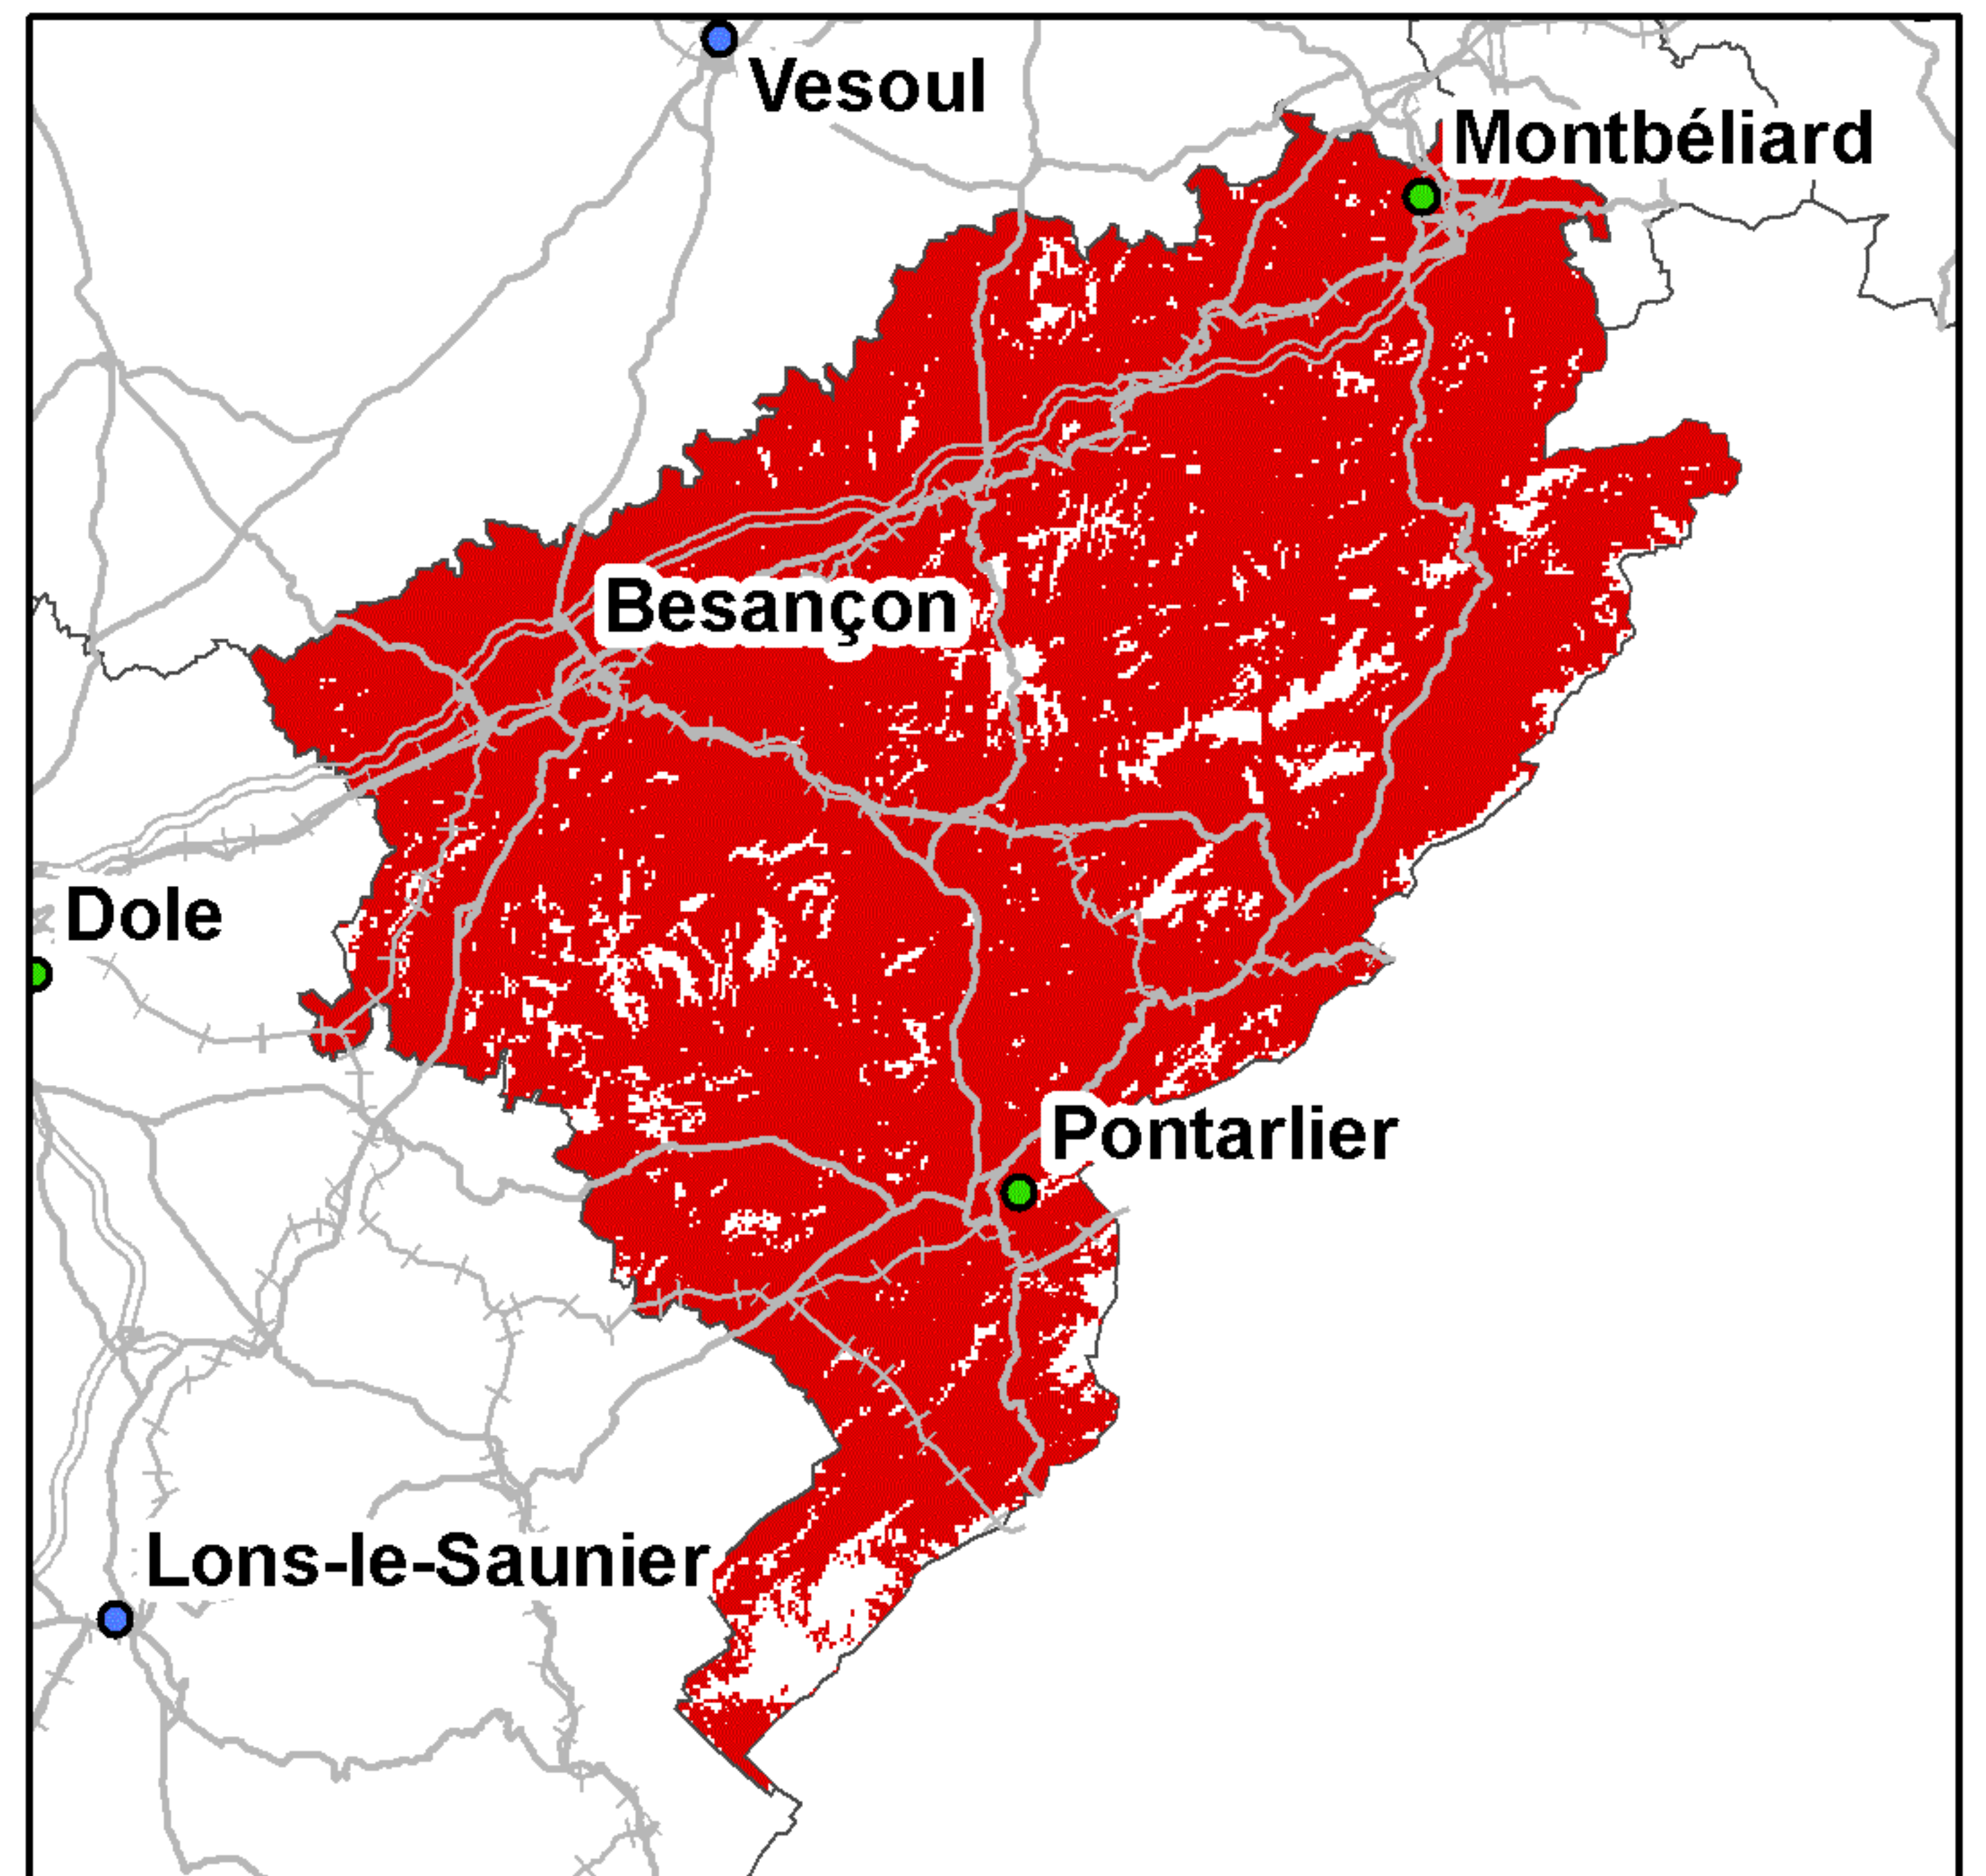 Vesoul
Montbéliard
Besançon
Dole
Pontarlier
Lons-le-Saunier